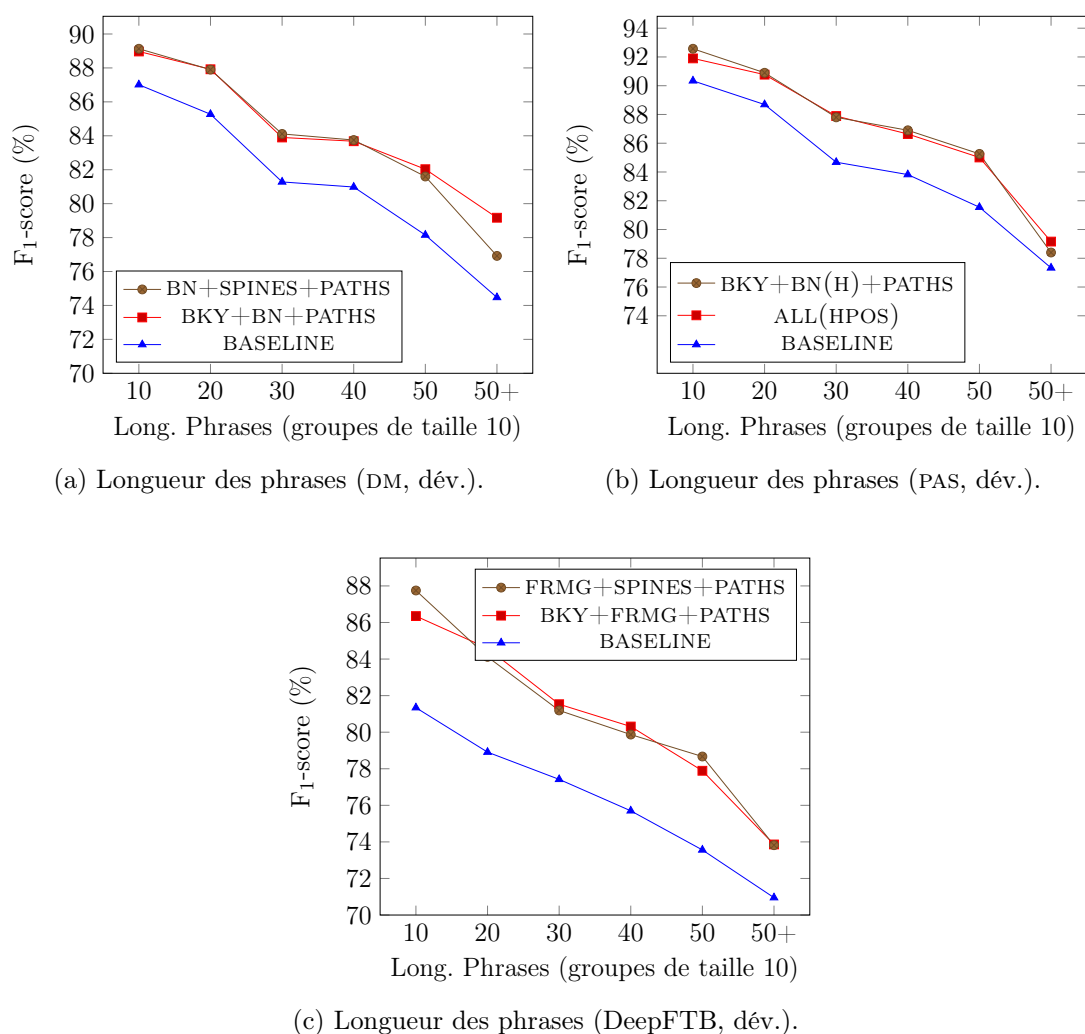 90
88
86
84
82
80
78
76
74
72
70
F1-score (%)
BN+SPINES+PATHS
BKY+BN+PATHS
BASELINE
10 20 30 40 50 50+
Long. Phrases (groupes de taille 10)
(a) Longueur des phrases (DM, dév.).
94
92
90
88
86
84
82
80
78
76
74
F1-score (%)
BKY+BN(H)+PATHS
ALL(HPOS)
BASELINE
10 20 30 40 50 50+
Long. Phrases (groupes de taille 10)
(b) Longueur des phrases (PAS, dév.).
88
86
84
82
80
78
76
74
72
70
F1-score (%)
FRMG+SPINES+PATHS
BKY+FRMG+PATHS
BASELINE
10 20 30 40 50 50+
Long. Phrases (groupes de taille 10)
(c) Longueur des phrases (DeepFTB, dév.).